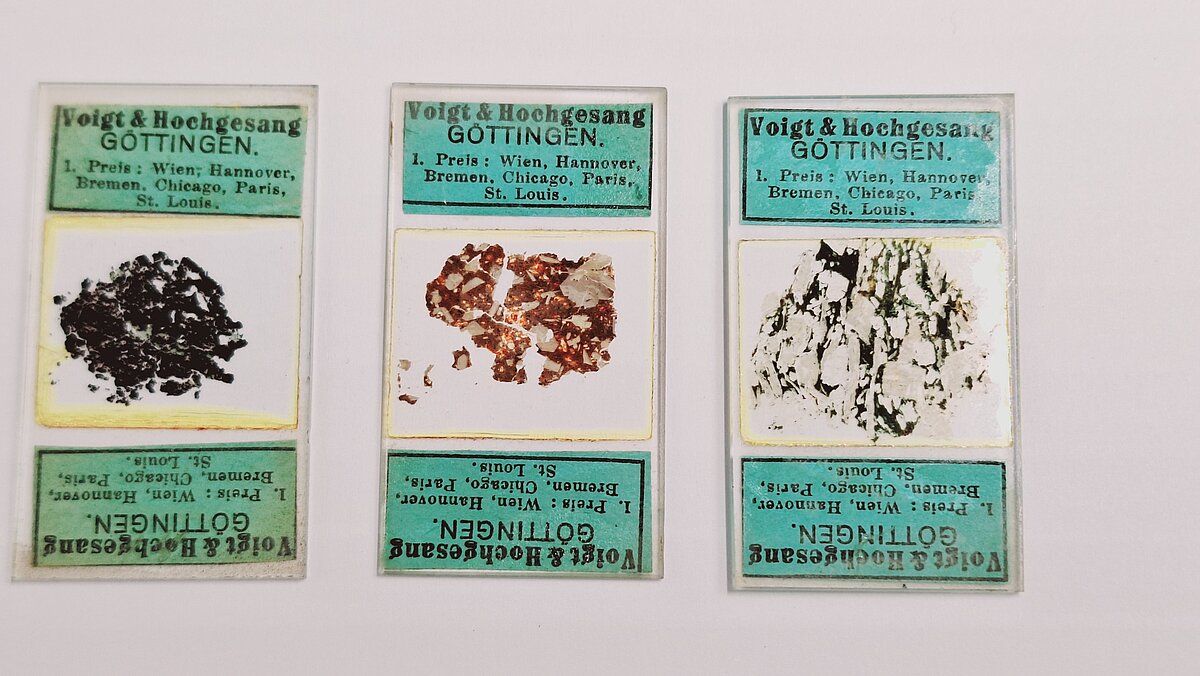 Voigt & Hochgesang
GÖTTINGEN.
1. Preis: Wien, Hannover,
Bremen, Chicago, Paris,
St. Louis.
Voigt & Hochgesang
GÖTTINGEN.
1. Preis: Wien, Hannover,
Bremen, Chicago, Paris,
St. Louis.
Voigt & Hochgesang
GÖTTINGEN.
1. Preis: Wien, Hannover,
Bremen, Chicago, Paris
St. Louis.
Voigt & Hochgesang
GÖTTINGEN.
1. Preis: Wien, Hannover,
Bremen, Chicago, Paris,
St. Louis.
Voigt & Hochgesang
GÖTTINGEN.
1. Preis: Wien, Hannover,
Bremen, Chicago, Paris,
St. Louis.
Voigt & Hochgesang
GÖTTINGEN.
1. Preis: Wien, Hannover,
Bremen, Chicago, Paris,
St. Louis.